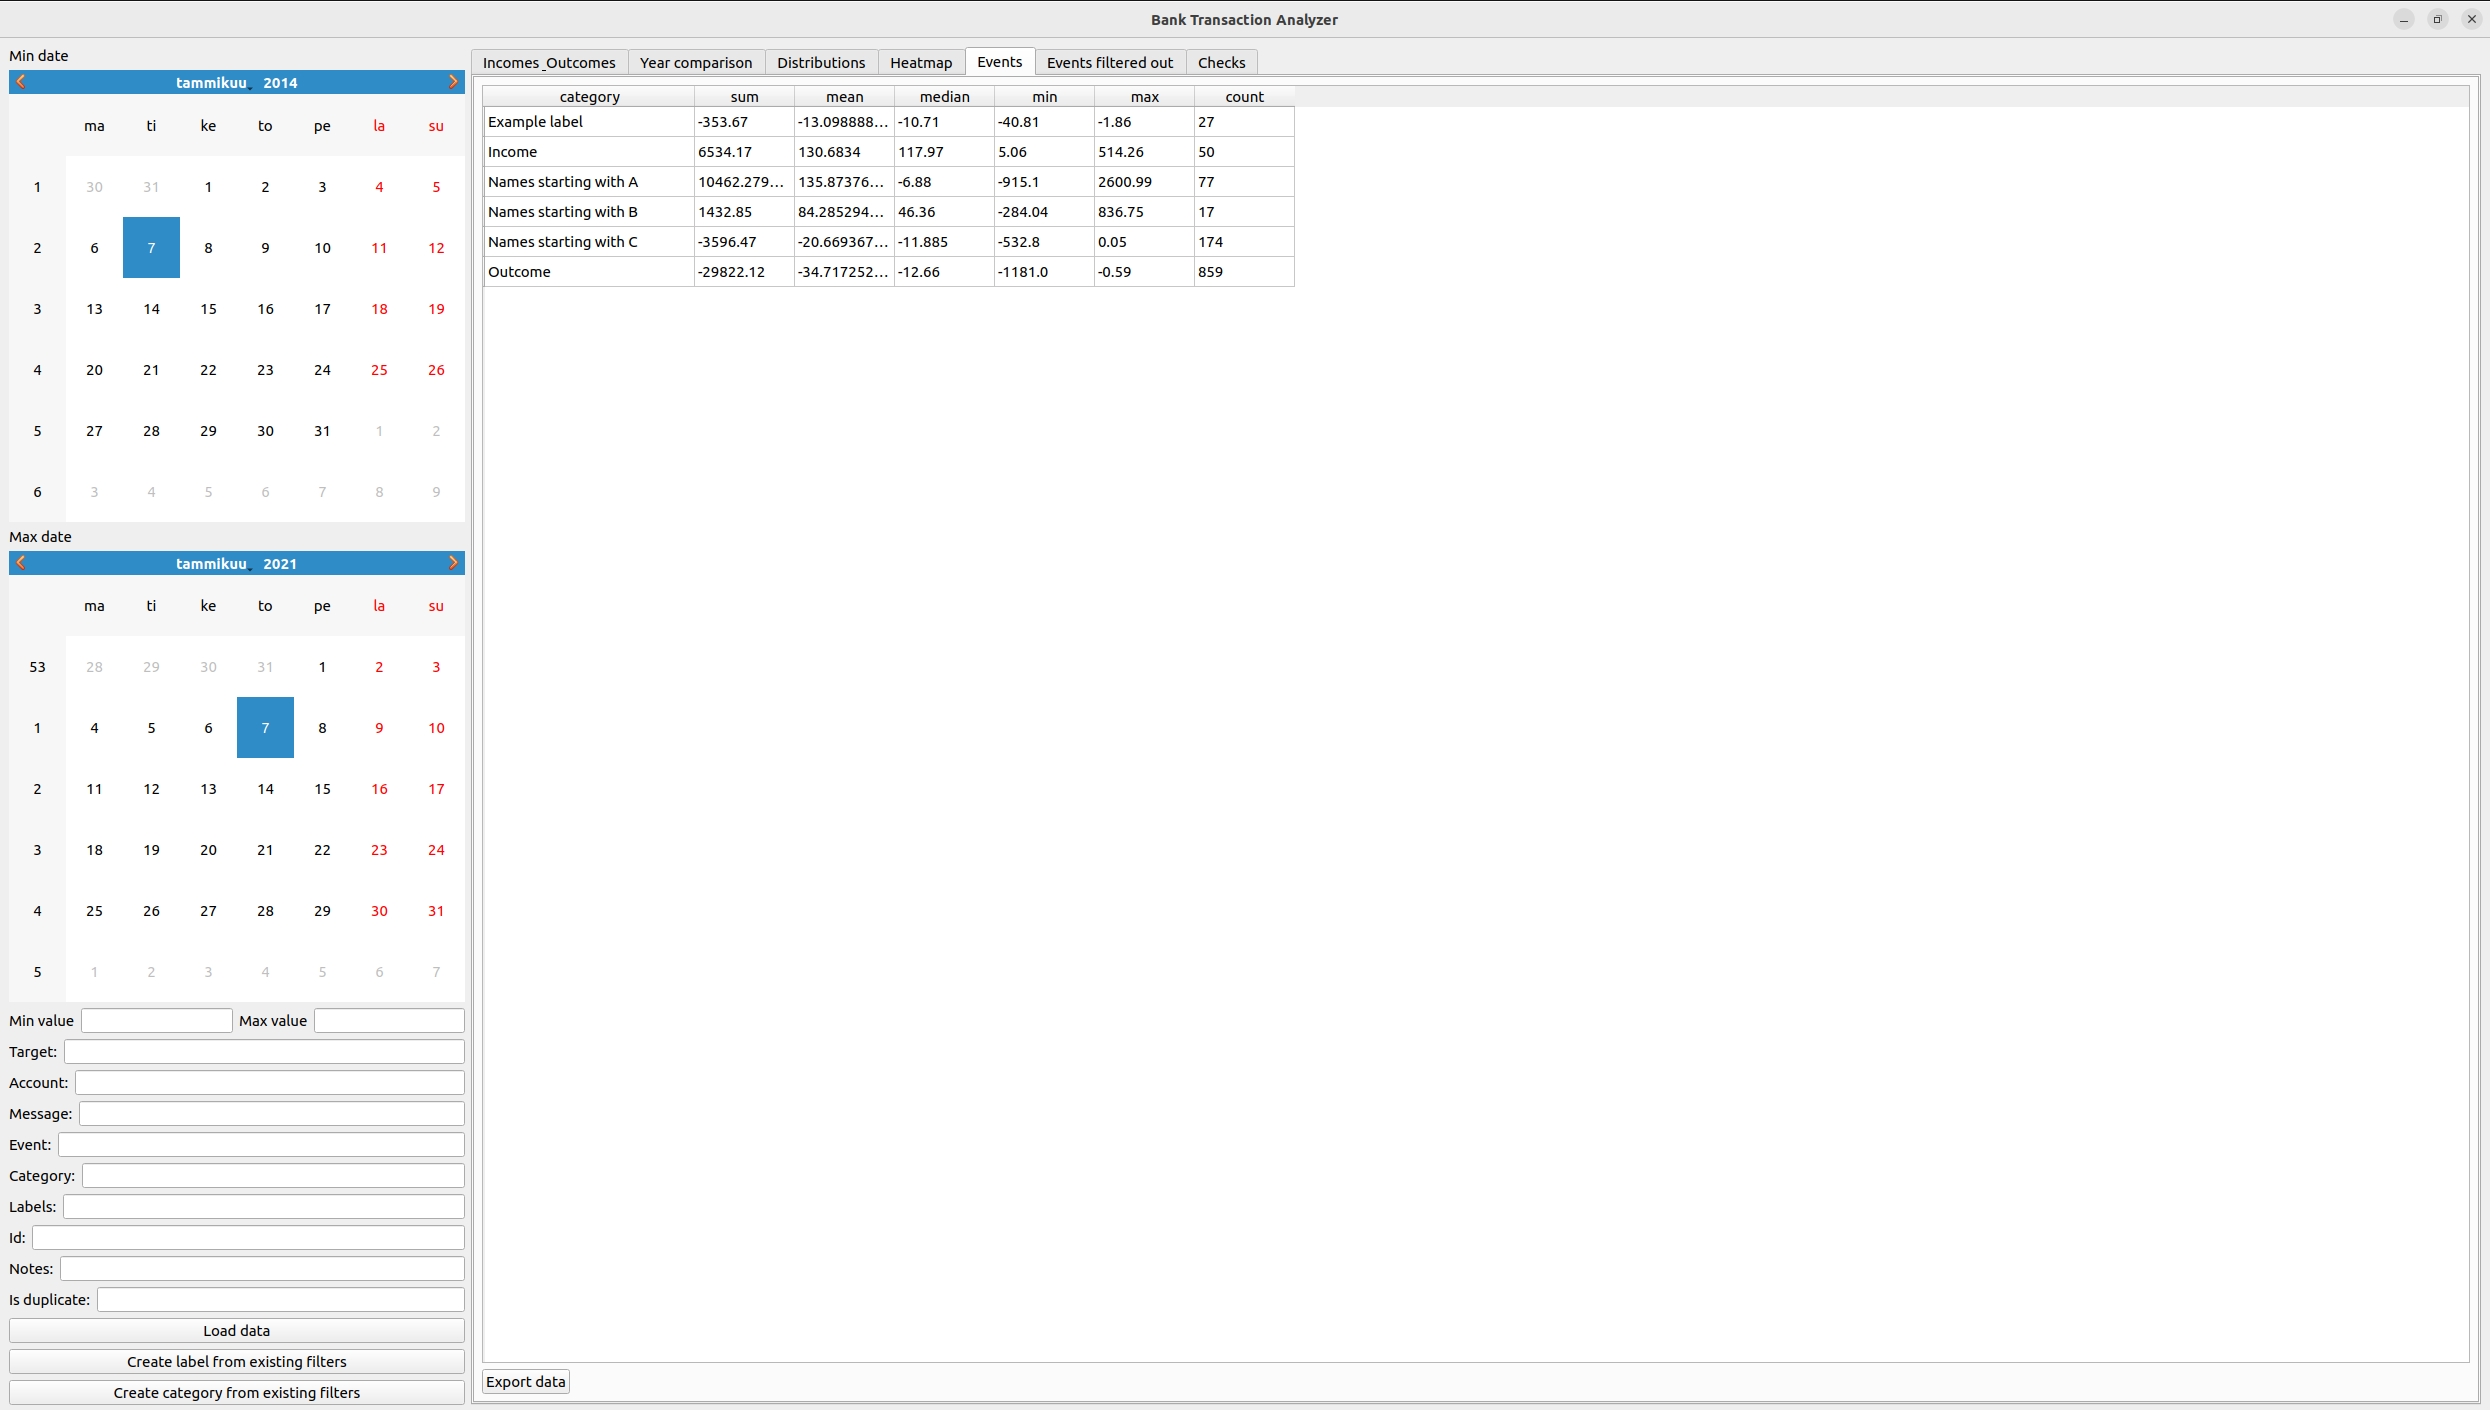 Bank Transaction Analyzer
Min date
tammikuu 2014
ma ti ke to pe la su
1 30 31 1 2 3 4 5
2 6 7 8 9 10 11 12
3 13 14 15 16 17 18 19
4 20 21 22 23 24 25 26
5 27 28 29 30 31 1 2
6 3 4 5 6 7 8 9
Max date
tammikuu 2021
ma ti ke to pe la su
53 28 29 30 31 1 2 3
1 4 5 6 7 8 9 10
2 11 12 13 14 15 16 17
3 18 19 20 21 22 23 24
4 25 26 27 28 29 30 31
5 1 2 3 4 5 6 7
Min value Max value
Target:
Account:
Message:
Event:
Category:
Labels:
Id:
Notes:
Is duplicate:
Load data
Create label from existing filters
Create category from existing filters
Incomes_Outcomes Year comparison Distributions Heatmap Events Events filtered out Checks
category sum mean median min max count
Example label -353.67 -13.098888... -10.71 -40.81 -1.86 27
Income 6534.17 130.6834 117.97 5.06 514.26 50
Names starting with A 10462.279... 135.87376... -6.88 -915.1 2600.99 77
Names starting with B 1432.85 84.285294... 46.36 -284.04 836.75 17
Names starting with C -3596.47 -20.669367... -11.885 -532.8 0.05 174
Outcome -29822.12 -34.717252... -12.66 -1181.0 -0.59 859
Export data